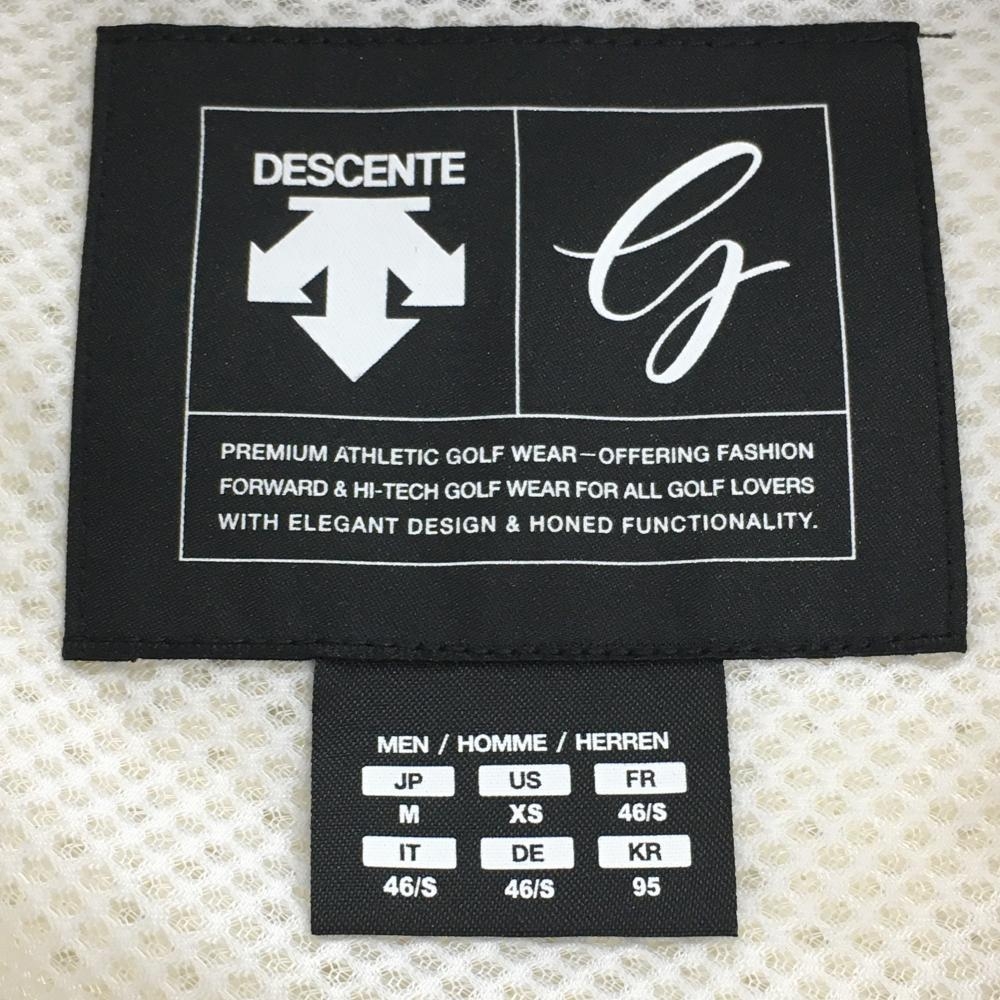 DESCENTE
G
PREMIUM ATHLETIC GOLF WEAR—OFFERING FASHION
FORWARD & HI-TECH GOLF WEAR FOR ALL GOLF LOVERS
WITH ELEGANT DESIGN & HONED FUNCTIONALITY.
MEN / HOMME / HERREN
JP US FR
M XS 46/S
IT DE KR
46/S 46/S 95